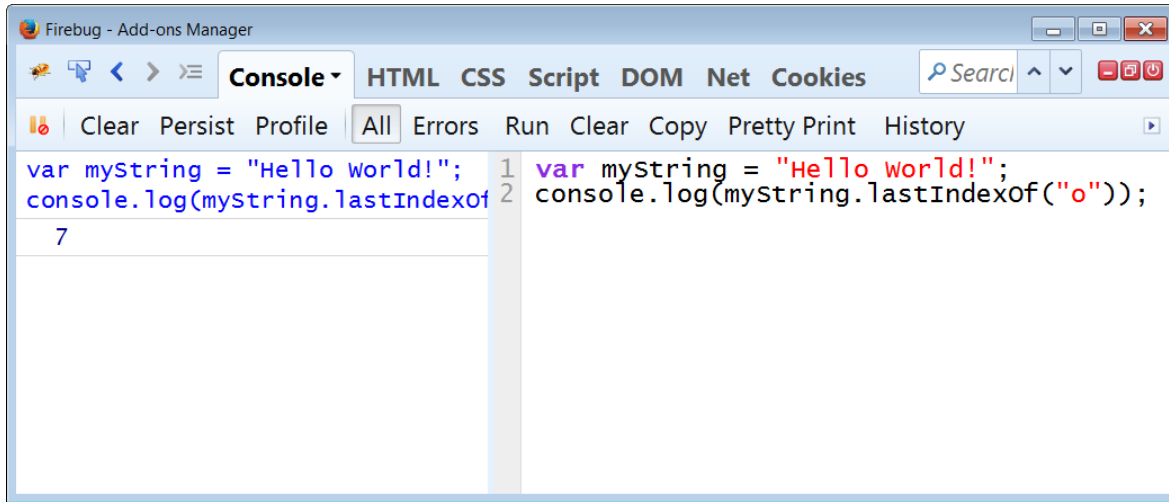 Firebug - Add-ons Manager
Console HTML CSS Script DOM Net Cookies
Clear Persist Profile All Errors Run Clear Copy Pretty Print History
var myString = "Hello World!";
console.log(myString.lastIndexOf
7
1 var myString = "Hello World!";
2 console.log(myString.lastIndexOf("o"));